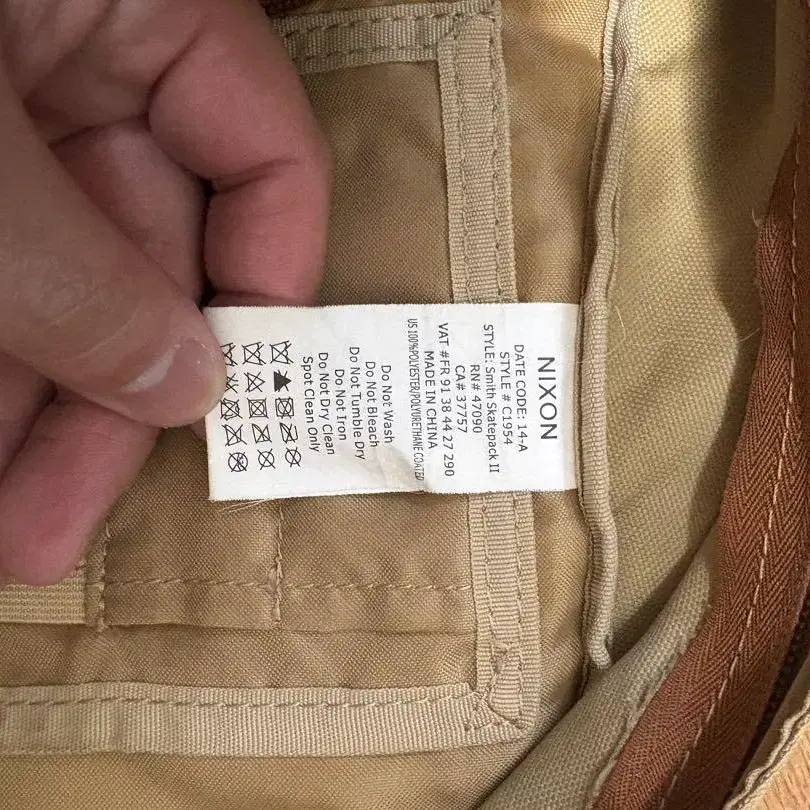 NIXON
DATE CODE: 14-A
STYLE # C1954
STYLE: Smith Skatepack II
RN# 47090
CA# 37757
VAT #FR 91 38 44 27 290
MADE IN CHINA
US 100%POLYESTER/POLYURETHANE COATED
Do Not Wash
Do Not Bleach
Do Not Tumble Dry
Do Not Iron
Do Not Dry Clean
Spot Clean Only